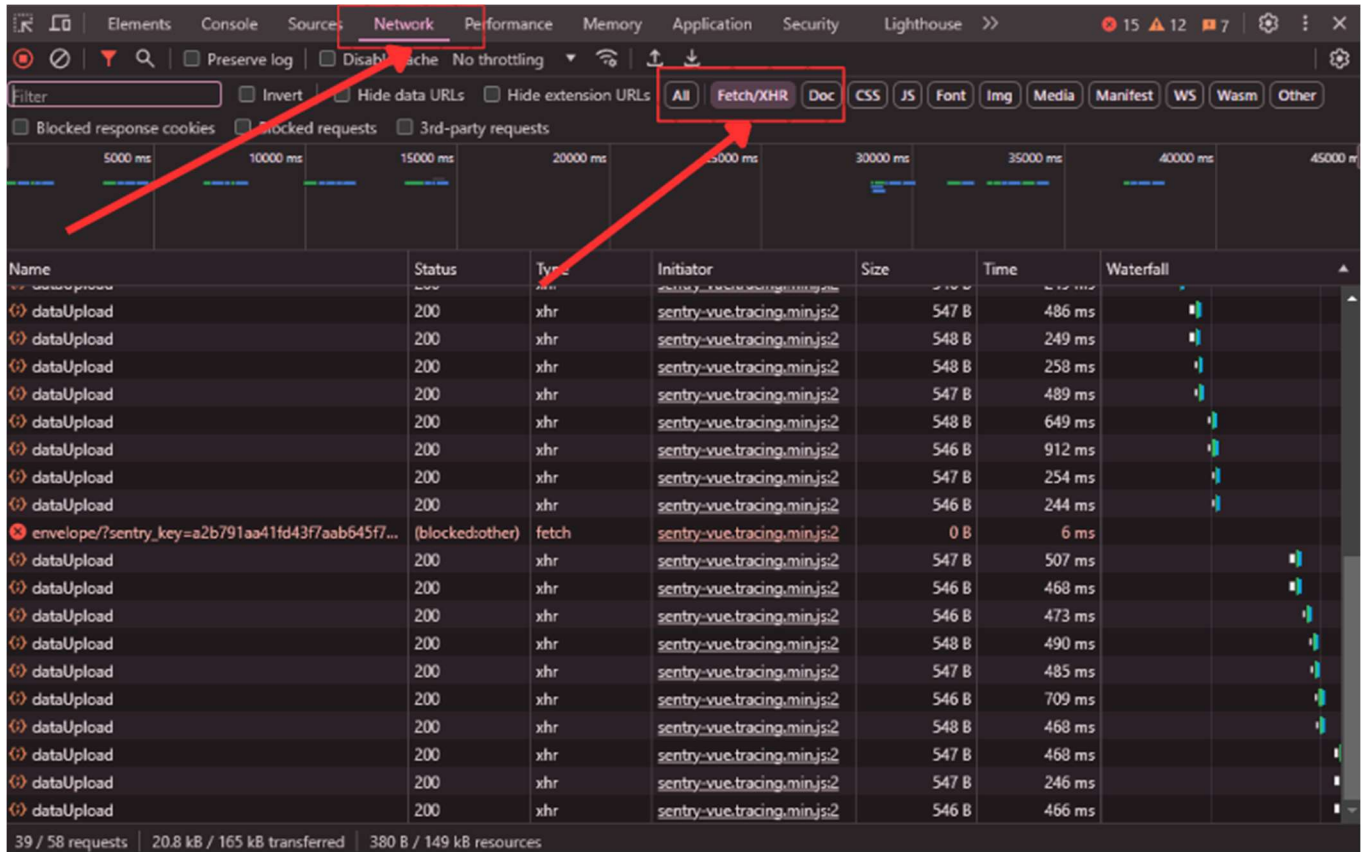 Elements Console Sources Network Performance Memory Application Security Lighthouse 15 12 7
Preserve log Disable cache No throttling
Filter Invert Hide data URLs Hide extension URLs All Fetch/XHR Doc CSS JS Font Img Media Manifest WS Wasm Other
Blocked response cookies Blocked requests 3rd-party requests
5000 ms 10000 ms 15000 ms 20000 ms 25000 ms 30000 ms 35000 ms 40000 ms 45000 m
Name Status Type Initiator Size Time Waterfall
dataUpload 200 xhr sentry-vue.tracing.min.js:2
dataUpload 200 xhr sentry-vue.tracing.min.js:2 547 B 486 ms
dataUpload 200 xhr sentry-vue.tracing.min.js:2 548 B 249 ms
dataUpload 200 xhr sentry-vue.tracing.min.js:2 548 B 258 ms
dataUpload 200 xhr sentry-vue.tracing.min.js:2 547 B 489 ms
dataUpload 200 xhr sentry-vue.tracing.min.js:2 548 B 649 ms
dataUpload 200 xhr sentry-vue.tracing.min.js:2 546 B 912 ms
dataUpload 200 xhr sentry-vue.tracing.min.js:2 547 B 254 ms
dataUpload 200 xhr sentry-vue.tracing.min.js:2 546 B 244 ms
envelope/?sentry_key=a2b791aa41fd43f7aab645f7... (blocked:other) fetch sentry-vue.tracing.min.js:2 0 B 6 ms
dataUpload 200 xhr sentry-vue.tracing.min.js:2 547 B 507 ms
dataUpload 200 xhr sentry-vue.tracing.min.js:2 546 B 468 ms
dataUpload 200 xhr sentry-vue.tracing.min.js:2 546 B 473 ms
dataUpload 200 xhr sentry-vue.tracing.min.js:2 548 B 490 ms
dataUpload 200 xhr sentry-vue.tracing.min.js:2 547 B 485 ms
dataUpload 200 xhr sentry-vue.tracing.min.js:2 546 B 709 ms
dataUpload 200 xhr sentry-vue.tracing.min.js:2 548 B 468 ms
dataUpload 200 xhr sentry-vue.tracing.min.js:2 547 B 468 ms
dataUpload 200 xhr sentry-vue.tracing.min.js:2 547 B 246 ms
dataUpload 200 xhr sentry-vue.tracing.min.js:2 546 B 466 ms
39 / 58 requests 20.8 kB / 165 kB transferred 380 B / 149 kB resources